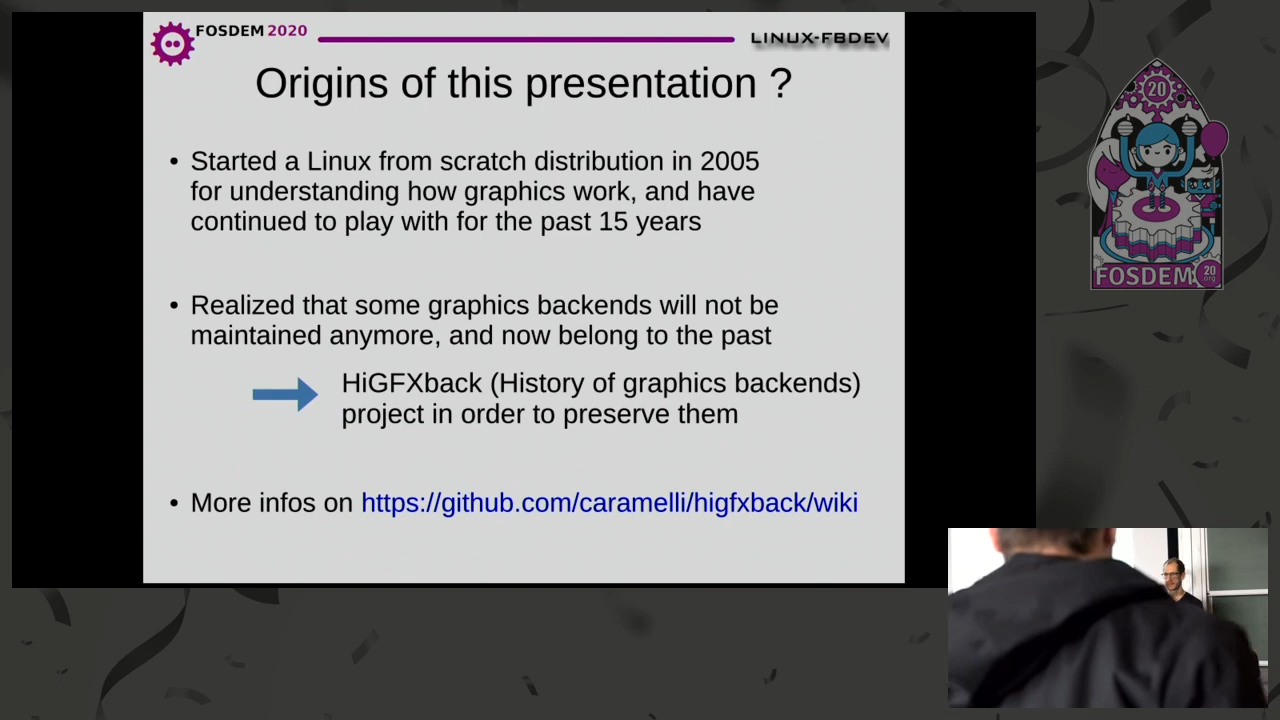 FOSDEM 2020
LINUX-FBDEV
Origins of this presentation ?
• Started a Linux from scratch distribution in 2005
for understanding how graphics work, and have
continued to play with for the past 15 years
• Realized that some graphics backends will not be
maintained anymore, and now belong to the past
HiGFXback (History of graphics backends)
project in order to preserve them
• More infos on https://github.com/caramelli/higfxback/wiki
20
FOSDEM
20
.org